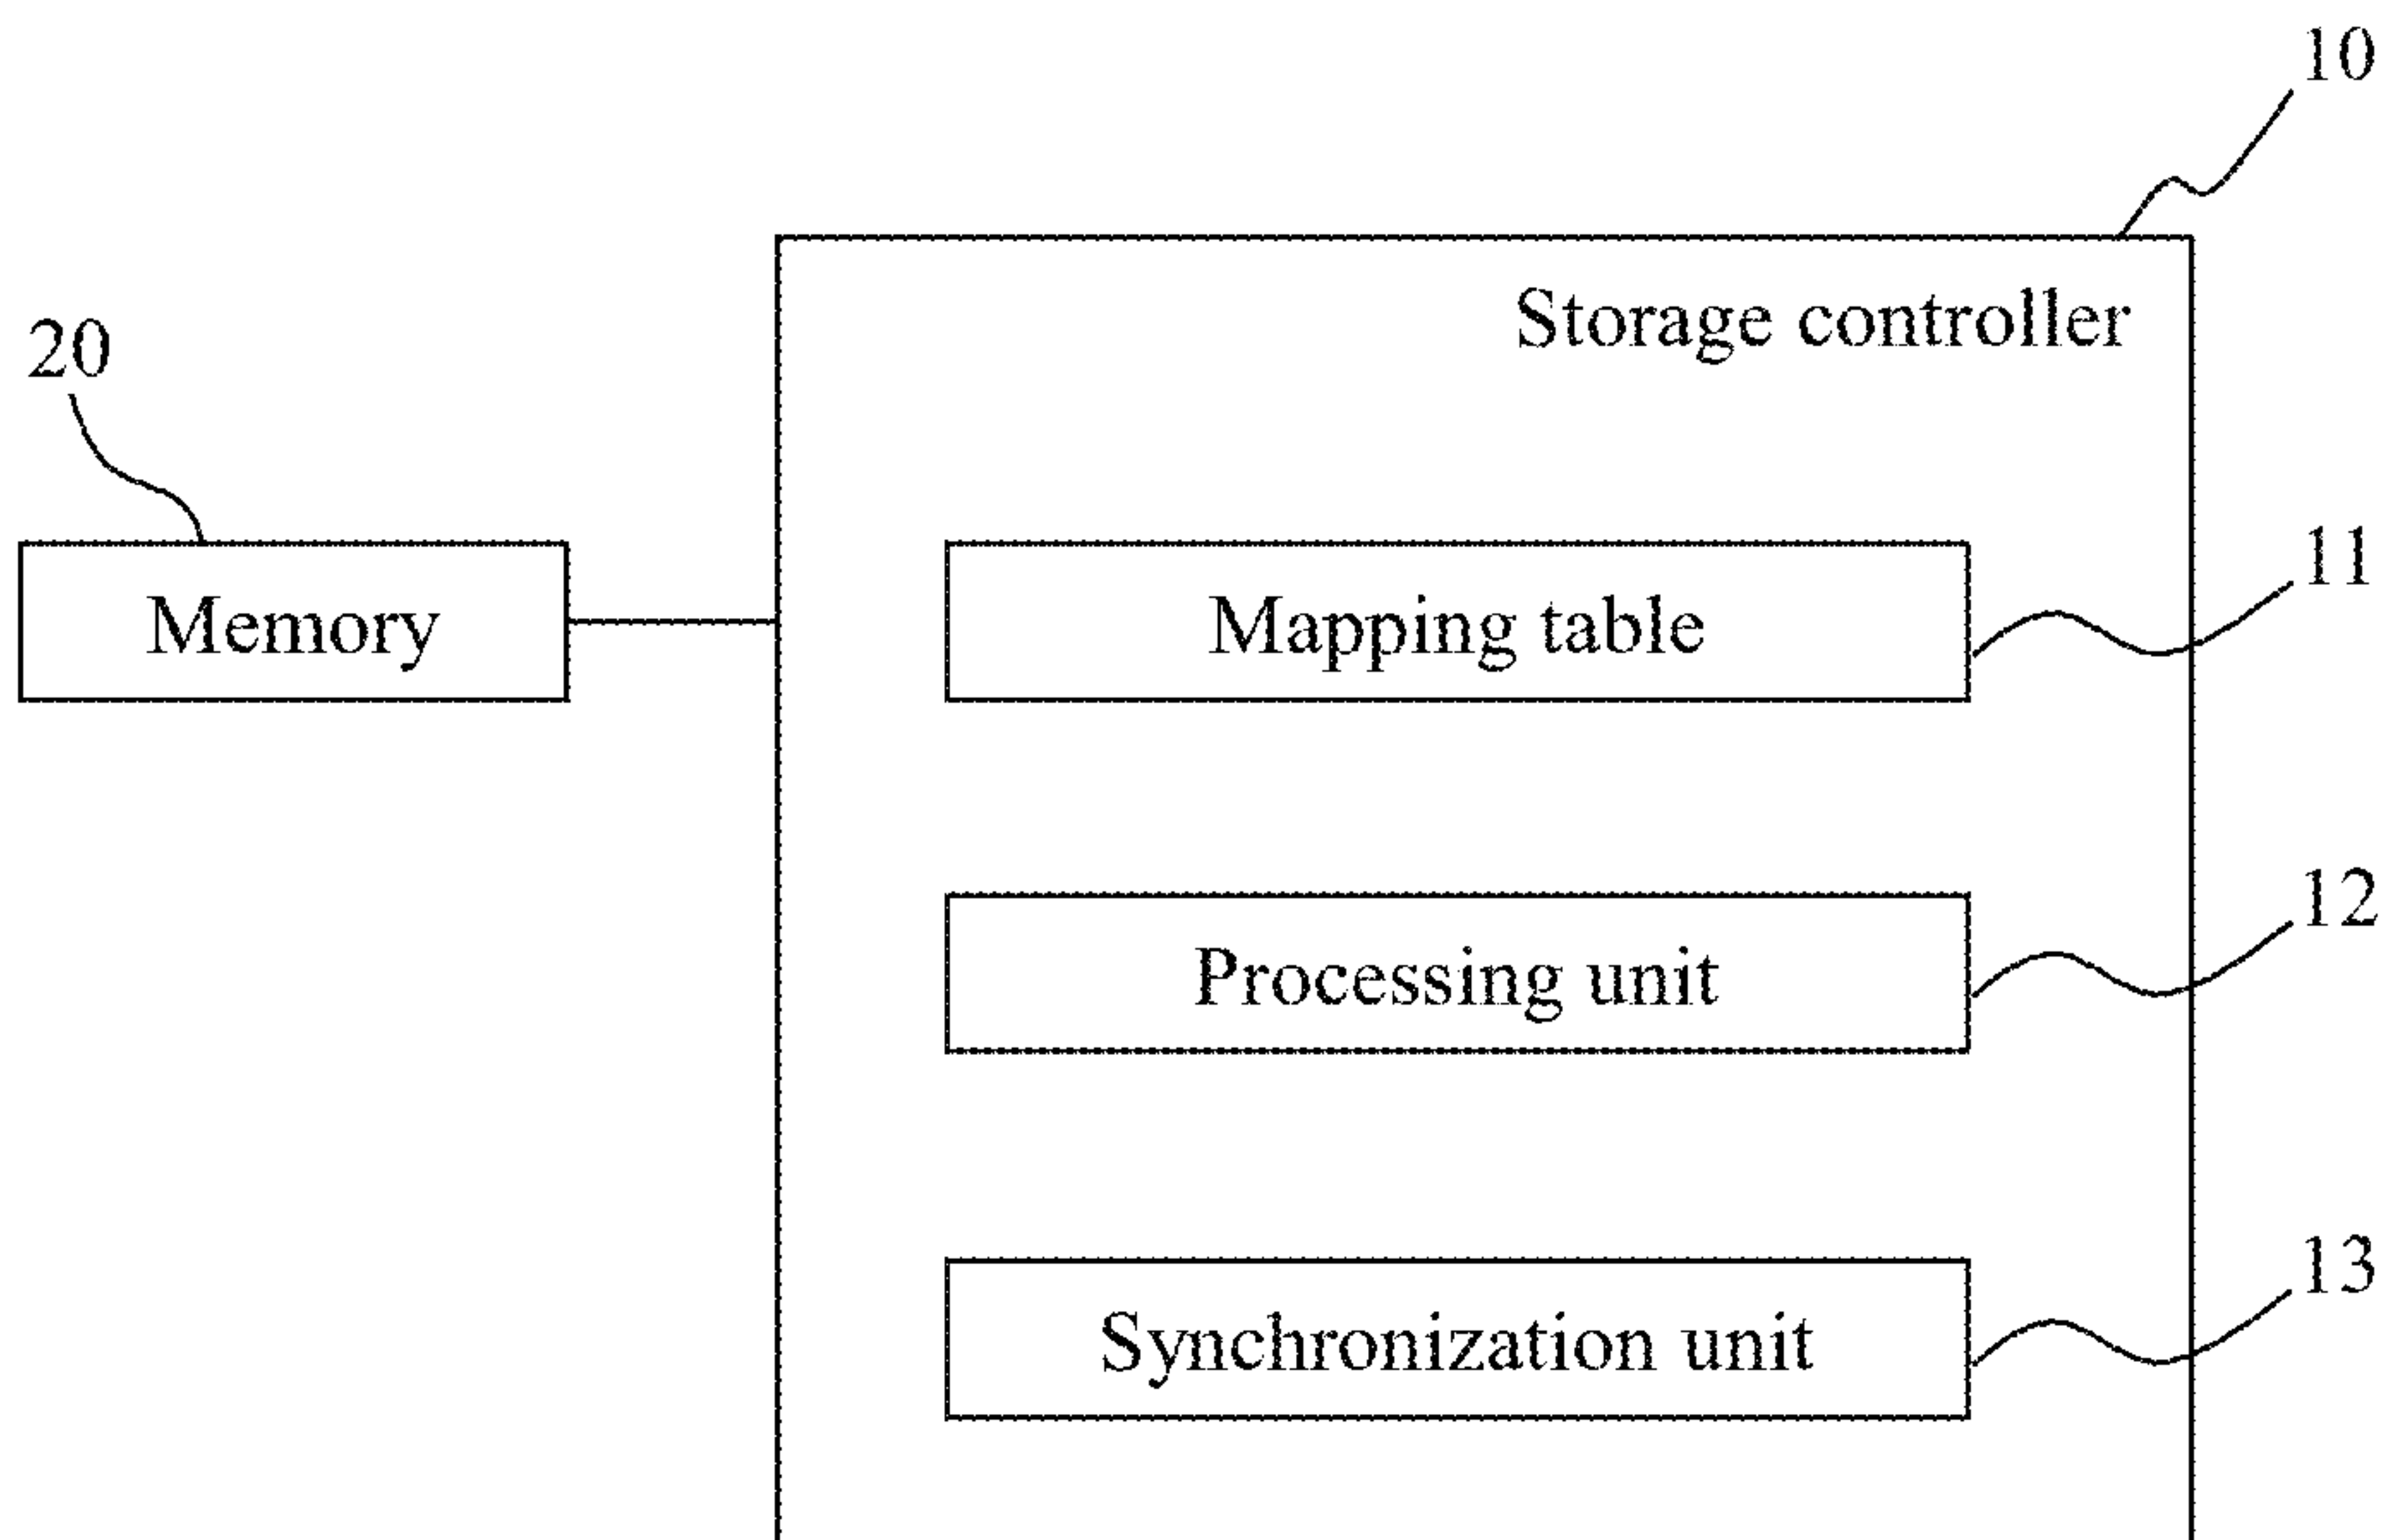 10
Storage controller
20
11
Memory
Mapping table
12
Processing unit
13
Synchronization unit